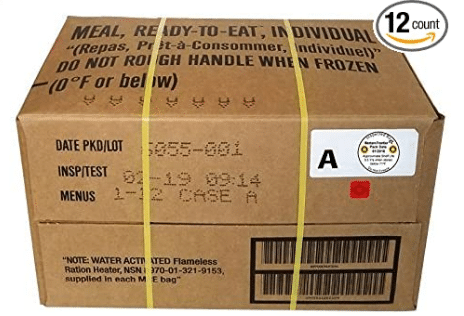 12 count
MEAL, READY-TO-EAT, INDIVIDUAL
"(Repas, Prêt-à-Consommer, Individuel)"
DO NOT ROUGH HANDLE WHEN FROZEN
(0°F or below)
DATE PKD/LOT 5055-001
INSP/TEST 02-19 09:14
MENUS 1-12 CASE A
A
"NOTE: WATER ACTIVATED Flameless
Ration Heater, NSN 8970-01-321-9153,
supplied in each MRE bag"